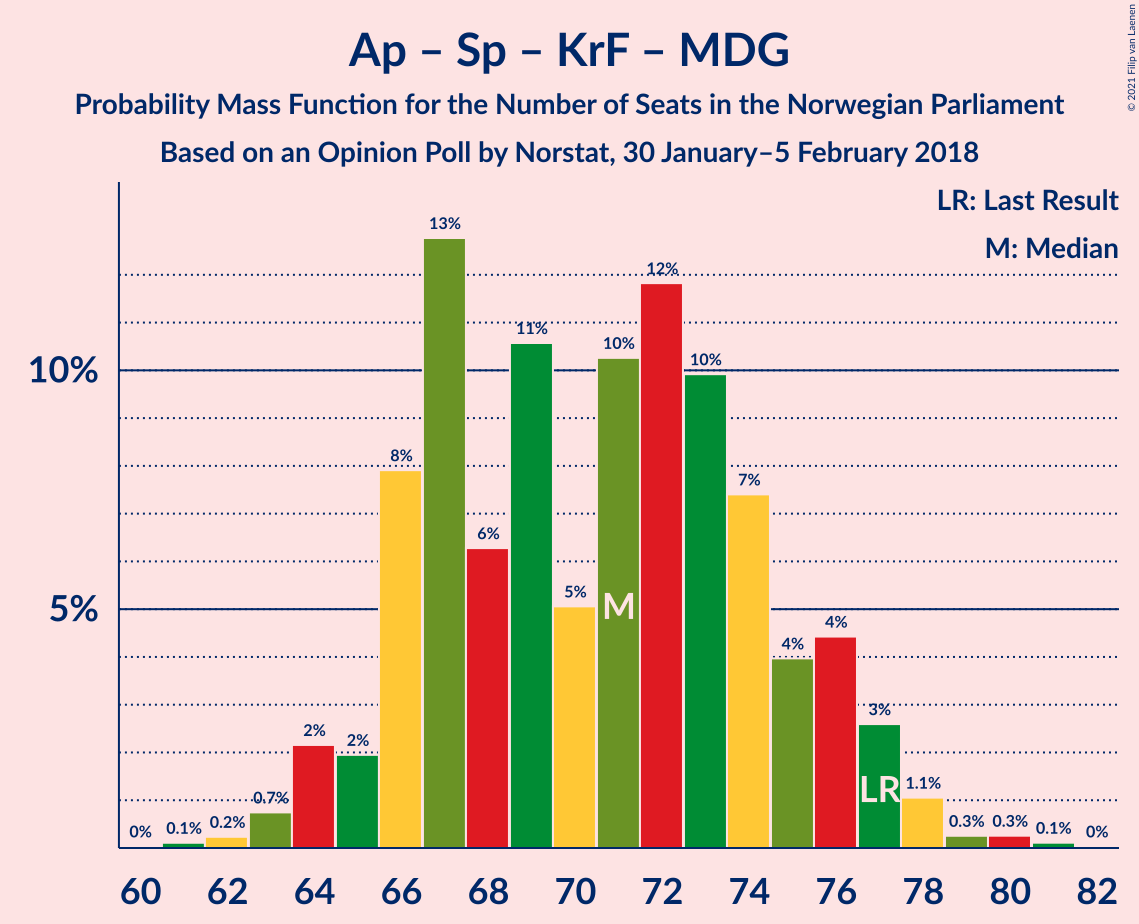 Ap – Sp – KrF – MDG
Probability Mass Function for the Number of Seats in the Norwegian Parliament
Based on an Opinion Poll by Norstat, 30 January–5 February 2018
© 2021 Filip van Laenen
LR: Last Result
M: Median
10%
5%
0%
0.1%
0.2%
0.7%
2%
2%
8%
13%
6%
11%
5%
10%
12%
10%
7%
4%
4%
3%
1.1%
0.3%
0.3%
0.1%
0%
M
LR
60 62 64 66 68 70 72 74 76 78 80 82